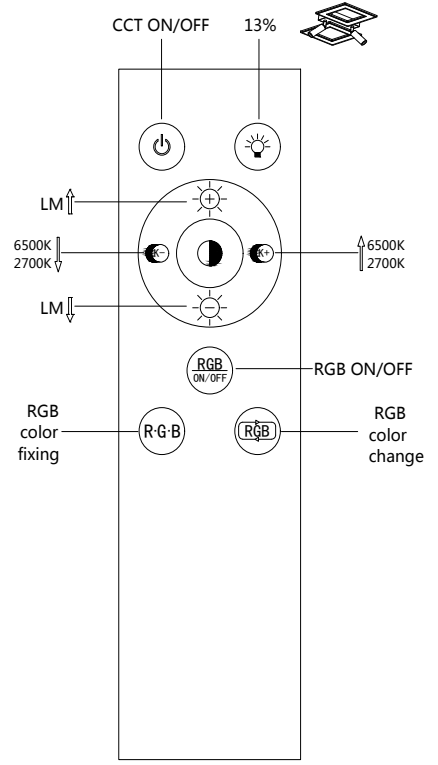 CCT ON/OFF 13%
LM
6500K
2700K
K-
K+
6500K
2700K
LM
RGB
ON/OFF
RGB ON/OFF
RGB
color
fixing
R·G·B
RGB
RGB
color
change